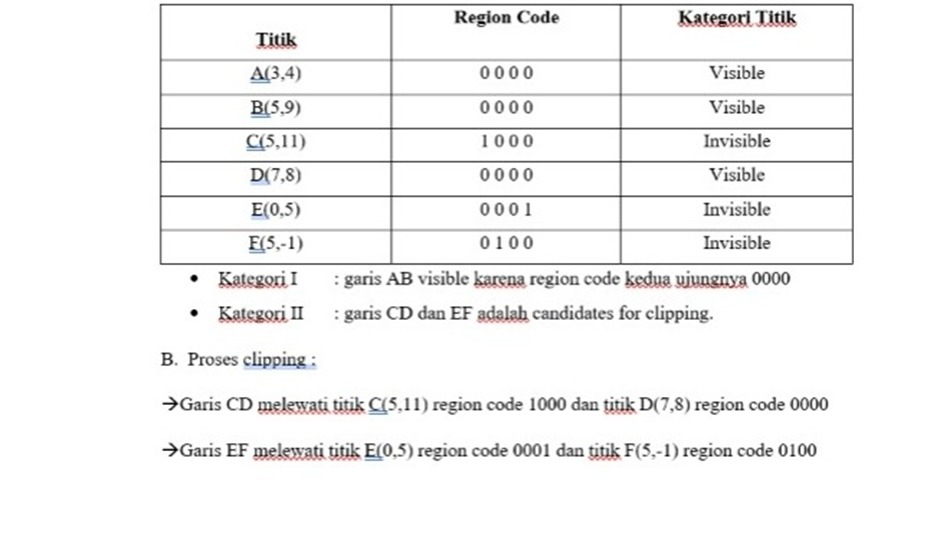 Titik Region Code Kategori Titik
A(3,4) 0 0 0 0 Visible
B(5,9) 0 0 0 0 Visible
C(5,11) 1 0 0 0 Invisible
D(7,8) 0 0 0 0 Visible
E(0,5) 0 0 0 1 Invisible
F(5,-1) 0 1 0 0 Invisible
• Kategori I : garis AB visible karena region code kedua ujungnya 0000
• Kategori II : garis CD dan EF adalah candidates for clipping.
B. Proses clipping :
→Garis CD melewati titik C(5,11) region code 1000 dan titik D(7,8) region code 0000
→Garis EF melewati titik E(0,5) region code 0001 dan titik F(5,-1) region code 0100